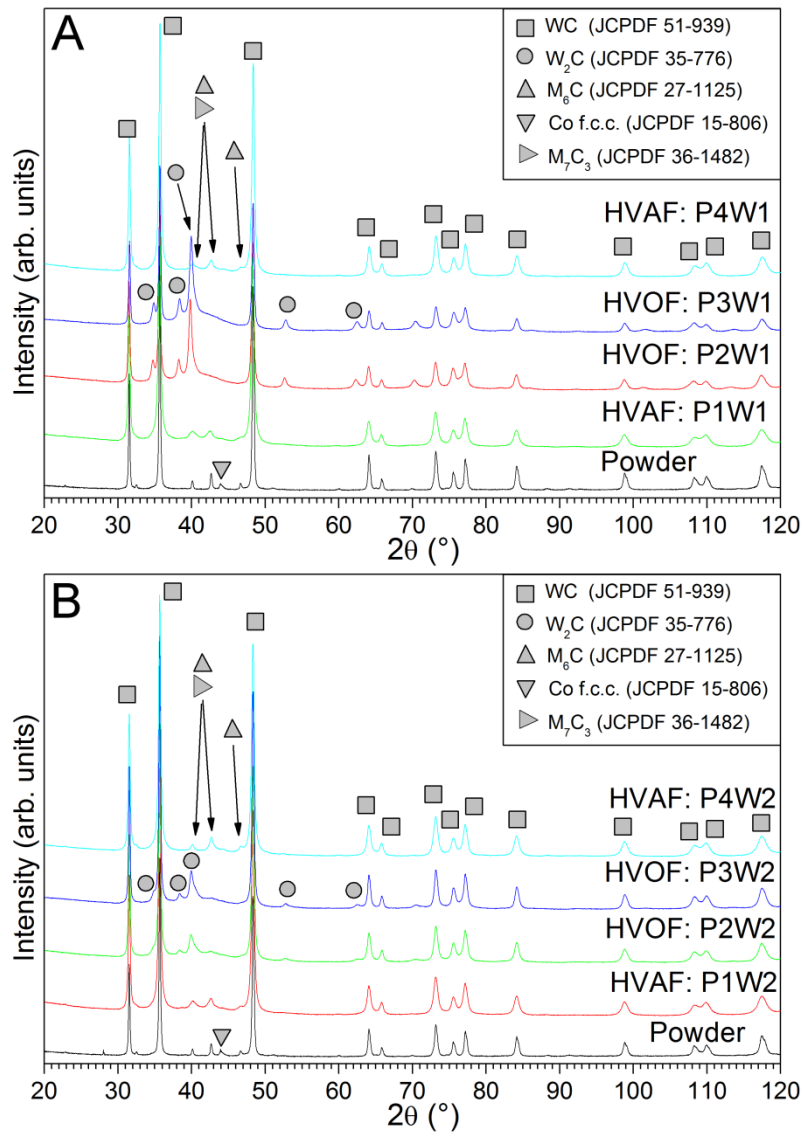 A
WC (JCPDF 51-939)
W₂C (JCPDF 35-776)
M₆C (JCPDF 27-1125)
Co f.c.c. (JCPDF 15-806)
M₇C₃ (JCPDF 36-1482)
HVAF: P4W1
HVOF: P3W1
HVOF: P2W1
HVAF: P1W1
Powder
Intensity (arb. units)
20 30 40 50 60 70 80 90 100 110 120
2θ (°)
B
WC (JCPDF 51-939)
W₂C (JCPDF 35-776)
M₆C (JCPDF 27-1125)
Co f.c.c. (JCPDF 15-806)
M₇C₃ (JCPDF 36-1482)
HVAF: P4W2
HVOF: P3W2
HVOF: P2W2
HVAF: P1W2
Powder
Intensity (arb. units)
20 30 40 50 60 70 80 90 100 110 120
2θ (°)